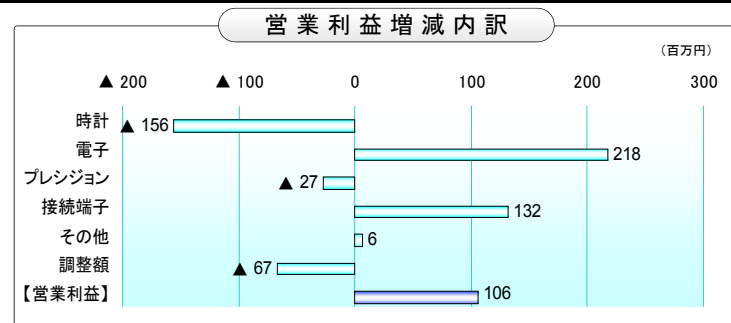 営業利益増減内訳
（百万円）
▲ 200 ▲ 100 0 100 200 300
時計 ▲ 156
電子 218
プレシジョン ▲ 27
接続端子 132
その他 6
調整額 ▲ 67
【営業利益】 106